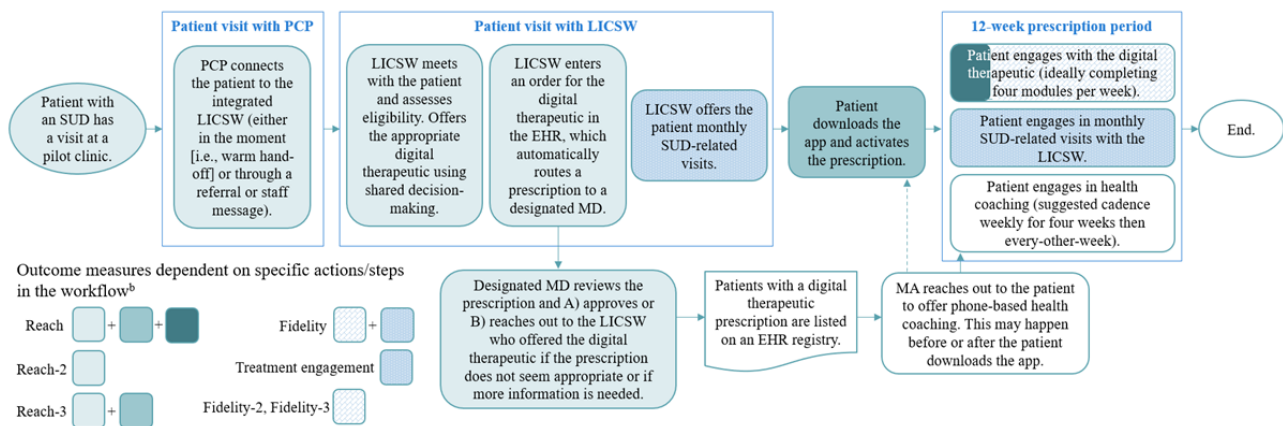 Patient visit with PCP
Patient visit with LICSW
12-week prescription period
Patient with
an SUD has
a visit at a
pilot clinic.
PCP connects
the patient to the
integrated
LICSW (either
in the moment
[i.e., warm hand-
off] or through a
referral or staff
message).
LICSW meets
with the patient
and assesses
eligibility. Offers
the appropriate
digital
therapeutic using
shared decision-
making.
LICSW enters
an order for the
digital
therapeutic
in the EHR, which
automatically
routes a
prescription to a
designated MD.
LICSW offers the
patient monthly
SUD-related
visits.
Patient
downloads the
app and activates
the prescription.
Patient engages with the digital
therapeutic (ideally completing
four modules per week).
Patient engages in monthly
SUD-related visits with the
LICSW.
Patient engages in health
coaching (suggested cadence
weekly for four weeks then
every-other-week).
End.
Designated MD reviews the
prescription and A) approves or
B) reaches out to the LICSW
who offered the digital
therapeutic if the prescription
does not seem appropriate or if
more information is needed.
Patients with a digital
therapeutic
prescription are listed
on an EHR registry.
MA reaches out to the patient
to offer phone-based health
coaching. This may happen
before or after the patient
downloads the app.
Outcome measures dependent on specific actions/steps
in the workflowᵇ
Reach + +
Fidelity +
Reach-2
Treatment engagement
Reach-3 +
Fidelity-2, Fidelity-3